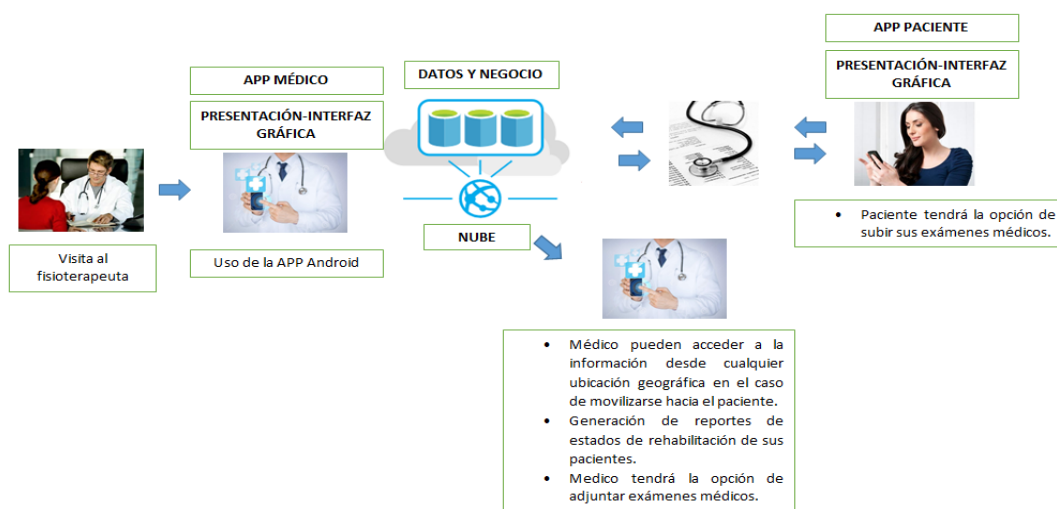 APP PACIENTE
PRESENTACIÓN-INTERFAZ
GRÁFICA
APP MÉDICO
PRESENTACIÓN-INTERFAZ
GRÁFICA
DATOS Y NEGOCIO
NUBE
Visita al
fisioterapeuta
Uso de la APP Android
• Paciente tendrá la opción de
subir sus exámenes médicos.
• Médico pueden acceder a la
información desde cualquier
ubicación geográfica en el caso
de movilizarse hacia el paciente.
• Generación de reportes de
estados de rehabilitación de sus
pacientes.
• Medico tendrá la opción de
adjuntar exámenes médicos.